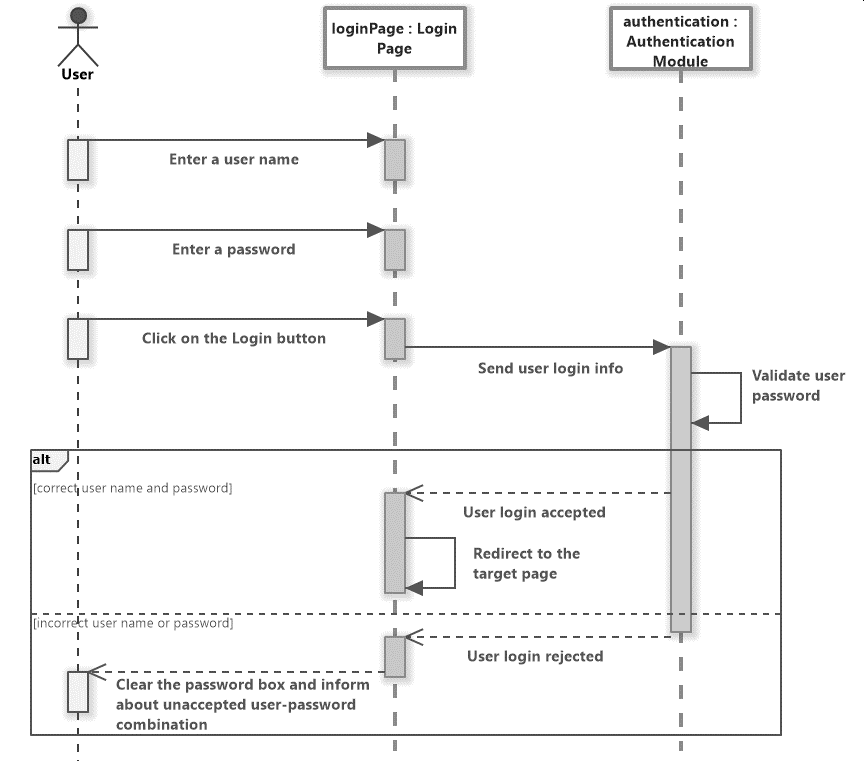 loginPage : Login
Page
authentication :
Authentication
Module
User
Enter a user name
Enter a password
Click on the Login button
Send user login info
Validate user
password
alt
[correct user name and password]
User login accepted
Redirect to the
target page
[incorrect user name or password]
User login rejected
Clear the password box and inform
about unaccepted user-password
combination